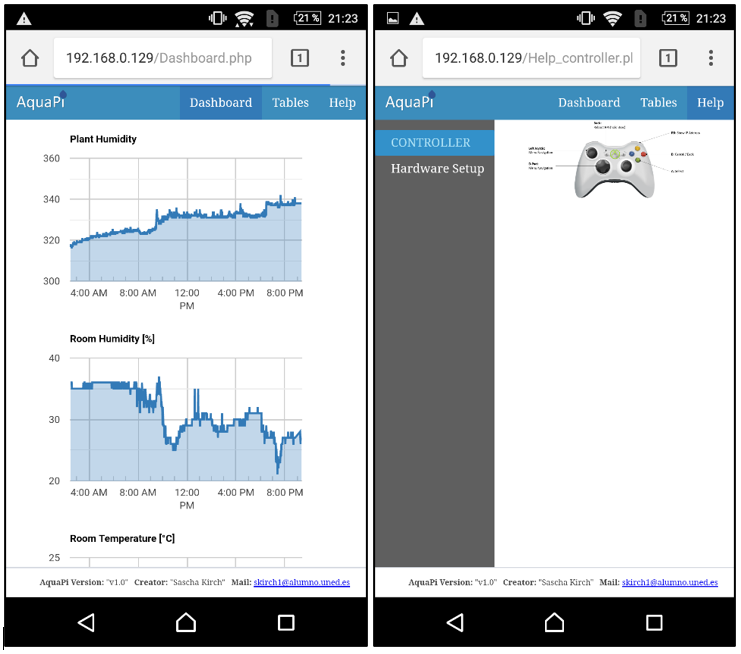 21 %
21:23
192.168.0.129/Dashboard.php
1
AquaPi
Dashboard
Tables
Help
Plant Humidity
360
340
320
300
4:00 AM
8:00 AM
12:00
PM
4:00 PM
8:00 PM
Room Humidity [%]
40
30
20
4:00 AM
8:00 AM
12:00
PM
4:00 PM
8:00 PM
Room Temperature [°C]
25
AquaPi Version: "v1.0" Creator: "Sascha Kirch" Mail: skirch1@alumno.uned.es
21 %
21:23
192.168.0.129/Help_controller.pl
1
AquaPi
Dashboard
Tables
Help
CONTROLLER
Hardware Setup
AquaPi Version: "v1.0" Creator: "Sascha Kirch" Mail: skirch1@alumno.uned.es